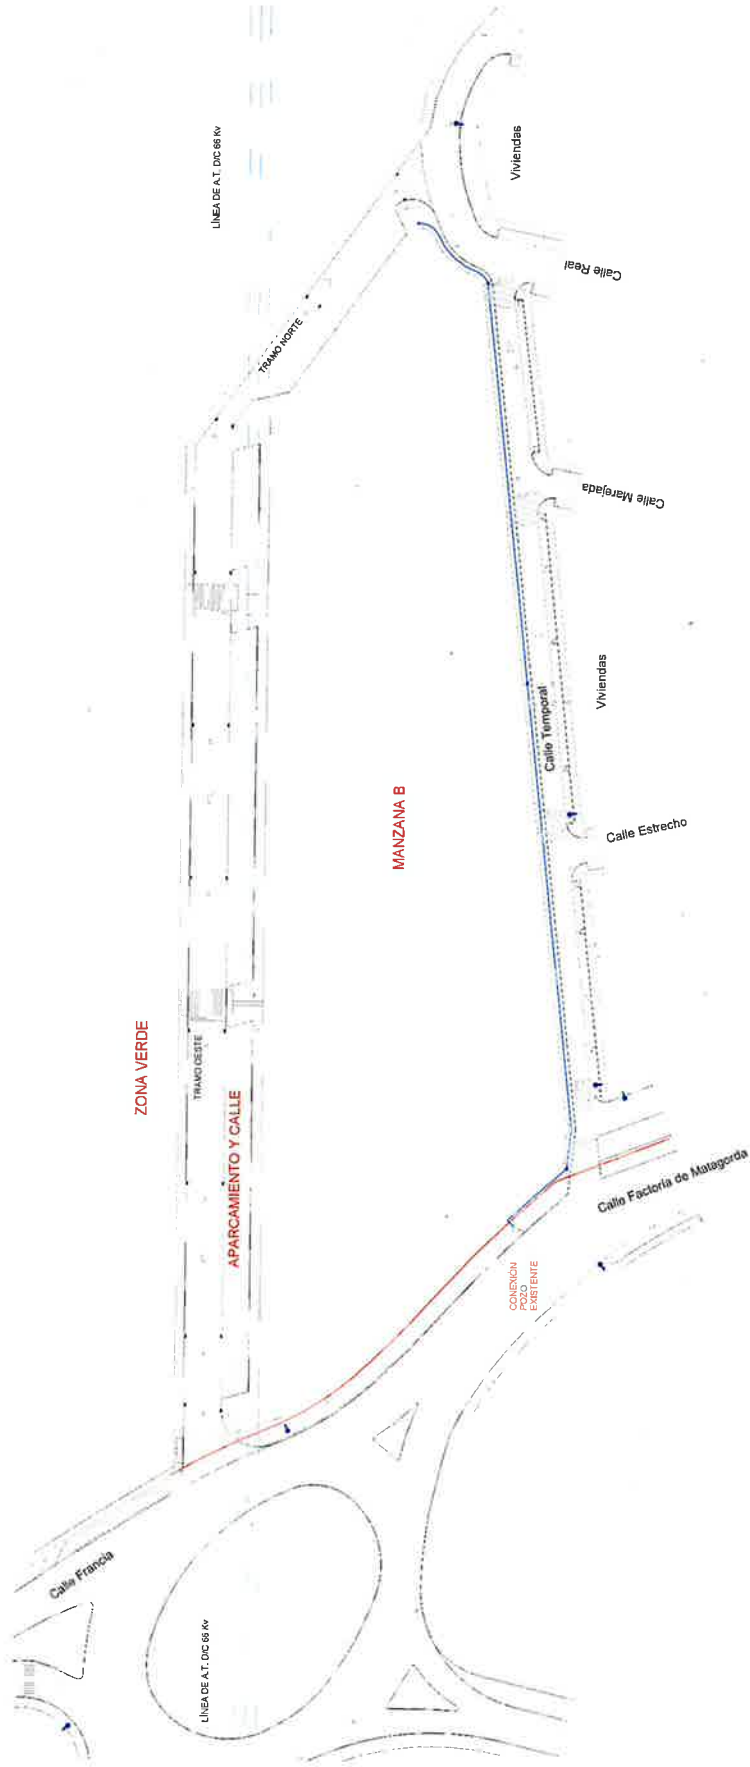 LÍNEA DE A.T. D/C 66 Kv
Viviendas
Calle Real
TRAMO NORTE
Calle Marejada
Viviendas
Calle Temporal
MANZANA B
Calle Estrecho
ZONA VERDE
TRAMO OESTE
APARCAMIENTO Y CALLE
Calle Factoría de Matagorda
CONEXIÓN
POZO
EXISTENTE
Calle Francia
LÍNEA DE A.T. D/C 66 Kv